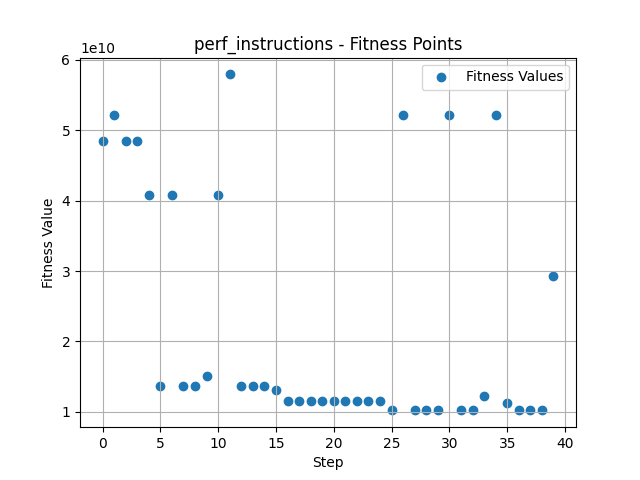 perf_instructions - Fitness Points
1e10
Fitness Values
6
5
4
3
2
1
Fitness Value
0 5 10 15 20 25 30 35 40
Step